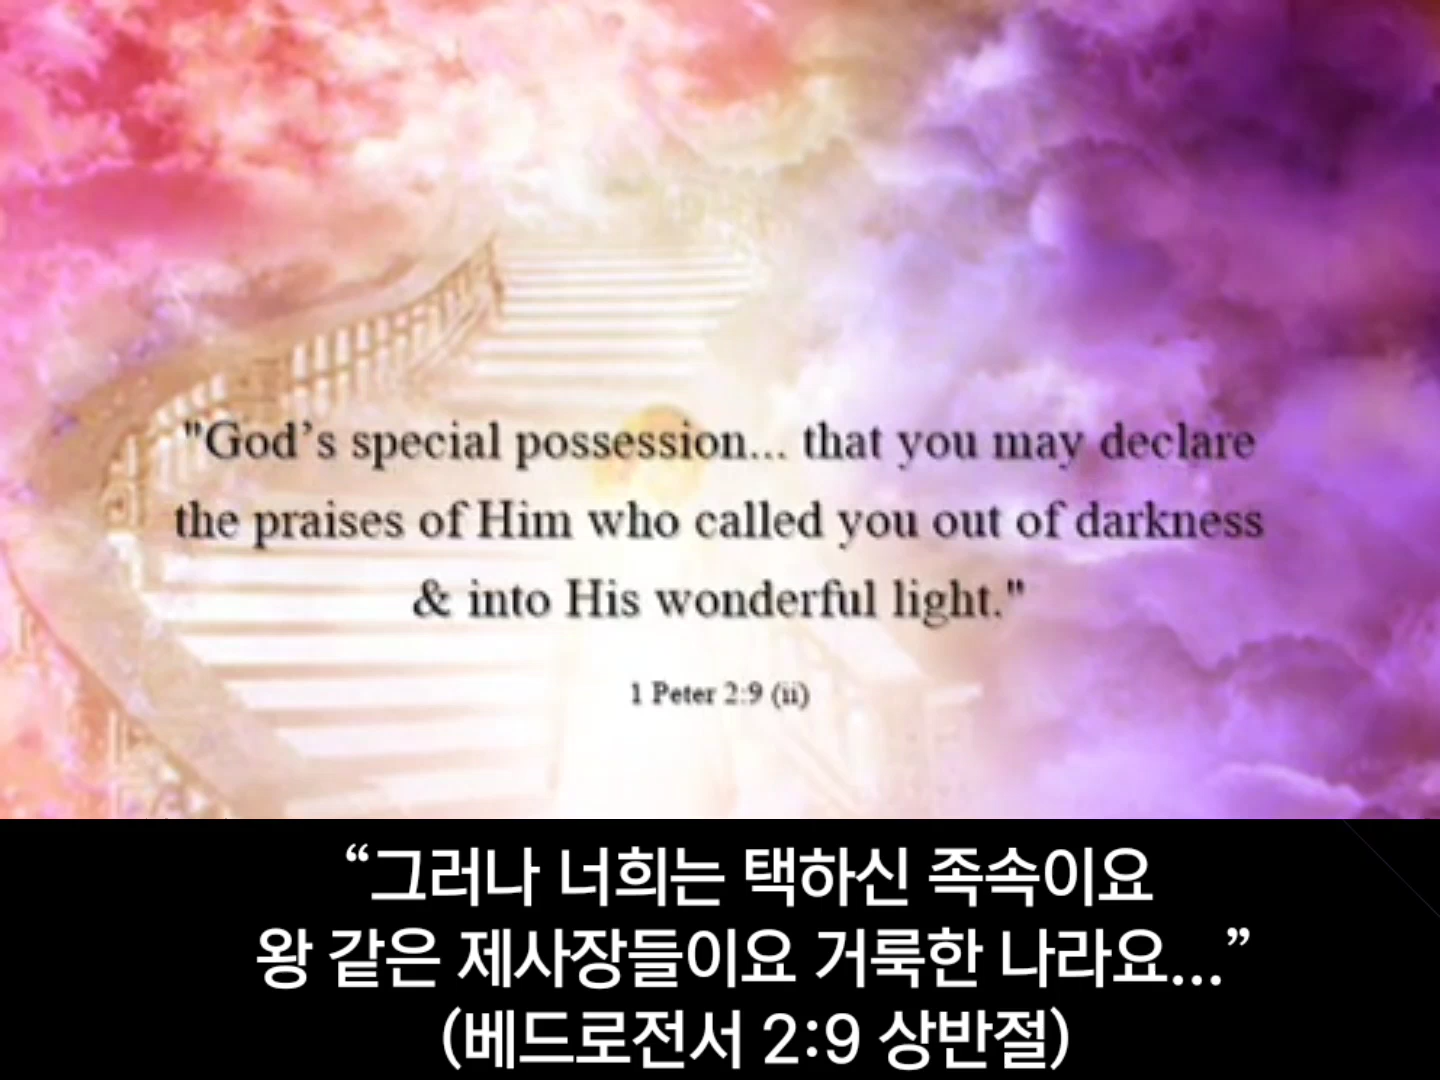 "God’s special possession... that you may declare
the praises of Him who called you out of darkness
& into His wonderful light."
1 Peter 2:9 (ii)
“그러나 너희는 택하신 족속이요
왕 같은 제사장들이요 거룩한 나라요...”
(베드로전서 2:9 상반절)